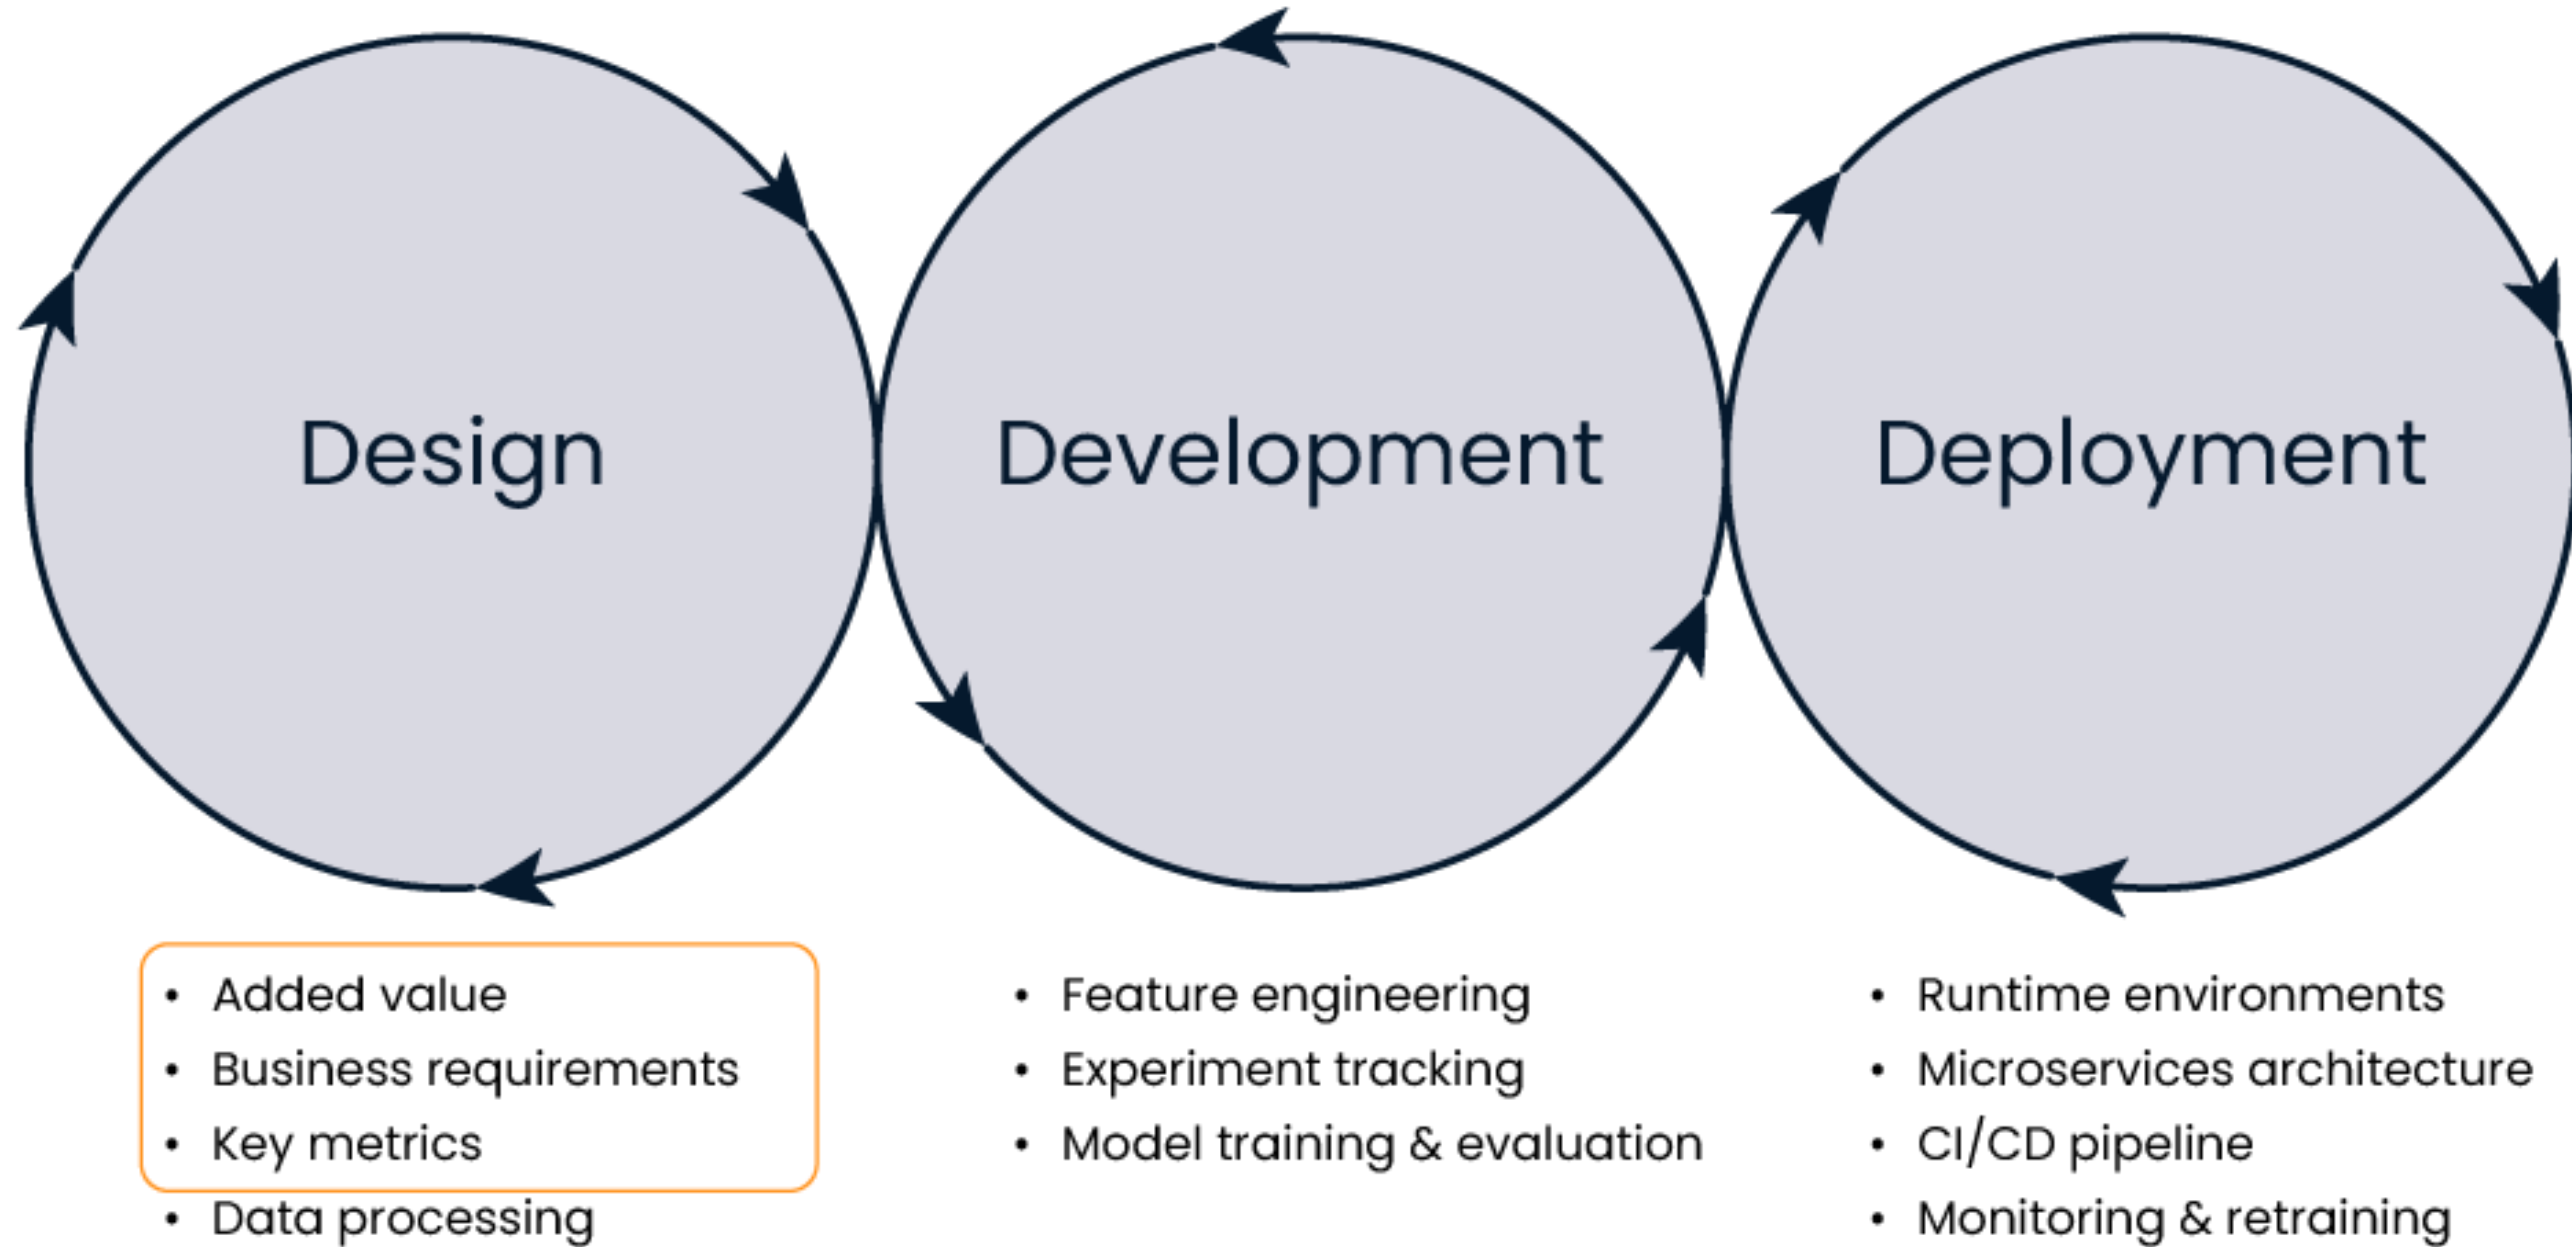 Design
Development
Deployment
• Added value
• Business requirements
• Key metrics
• Data processing
• Feature engineering
• Experiment tracking
• Model training & evaluation
• Runtime environments
• Microservices architecture
• CI/CD pipeline
• Monitoring & retraining